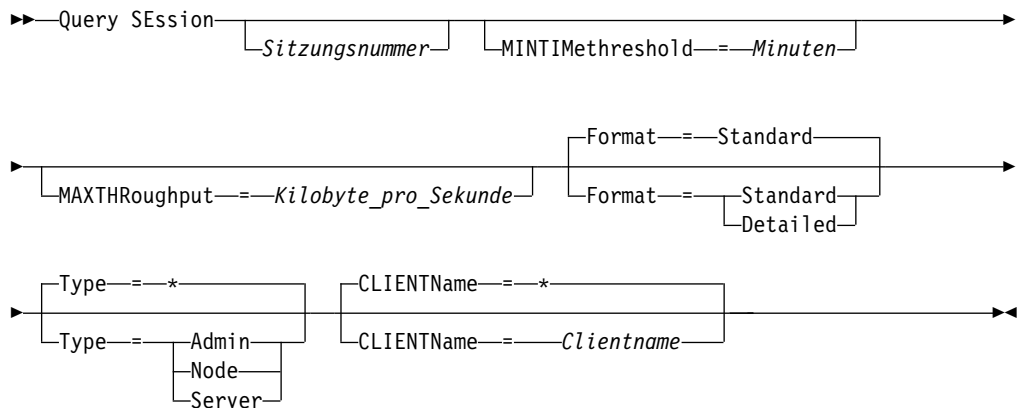 Query SEssion
Sitzungsnummer MINTIMethreshold = Minuten
Format = Standard
MAXTHRoughput = Kilobyte_pro_Sekunde Format = Standard
Detailed
Type = * CLIENTName = *
Type = Admin CLIENTName = Clientname
Node
Server